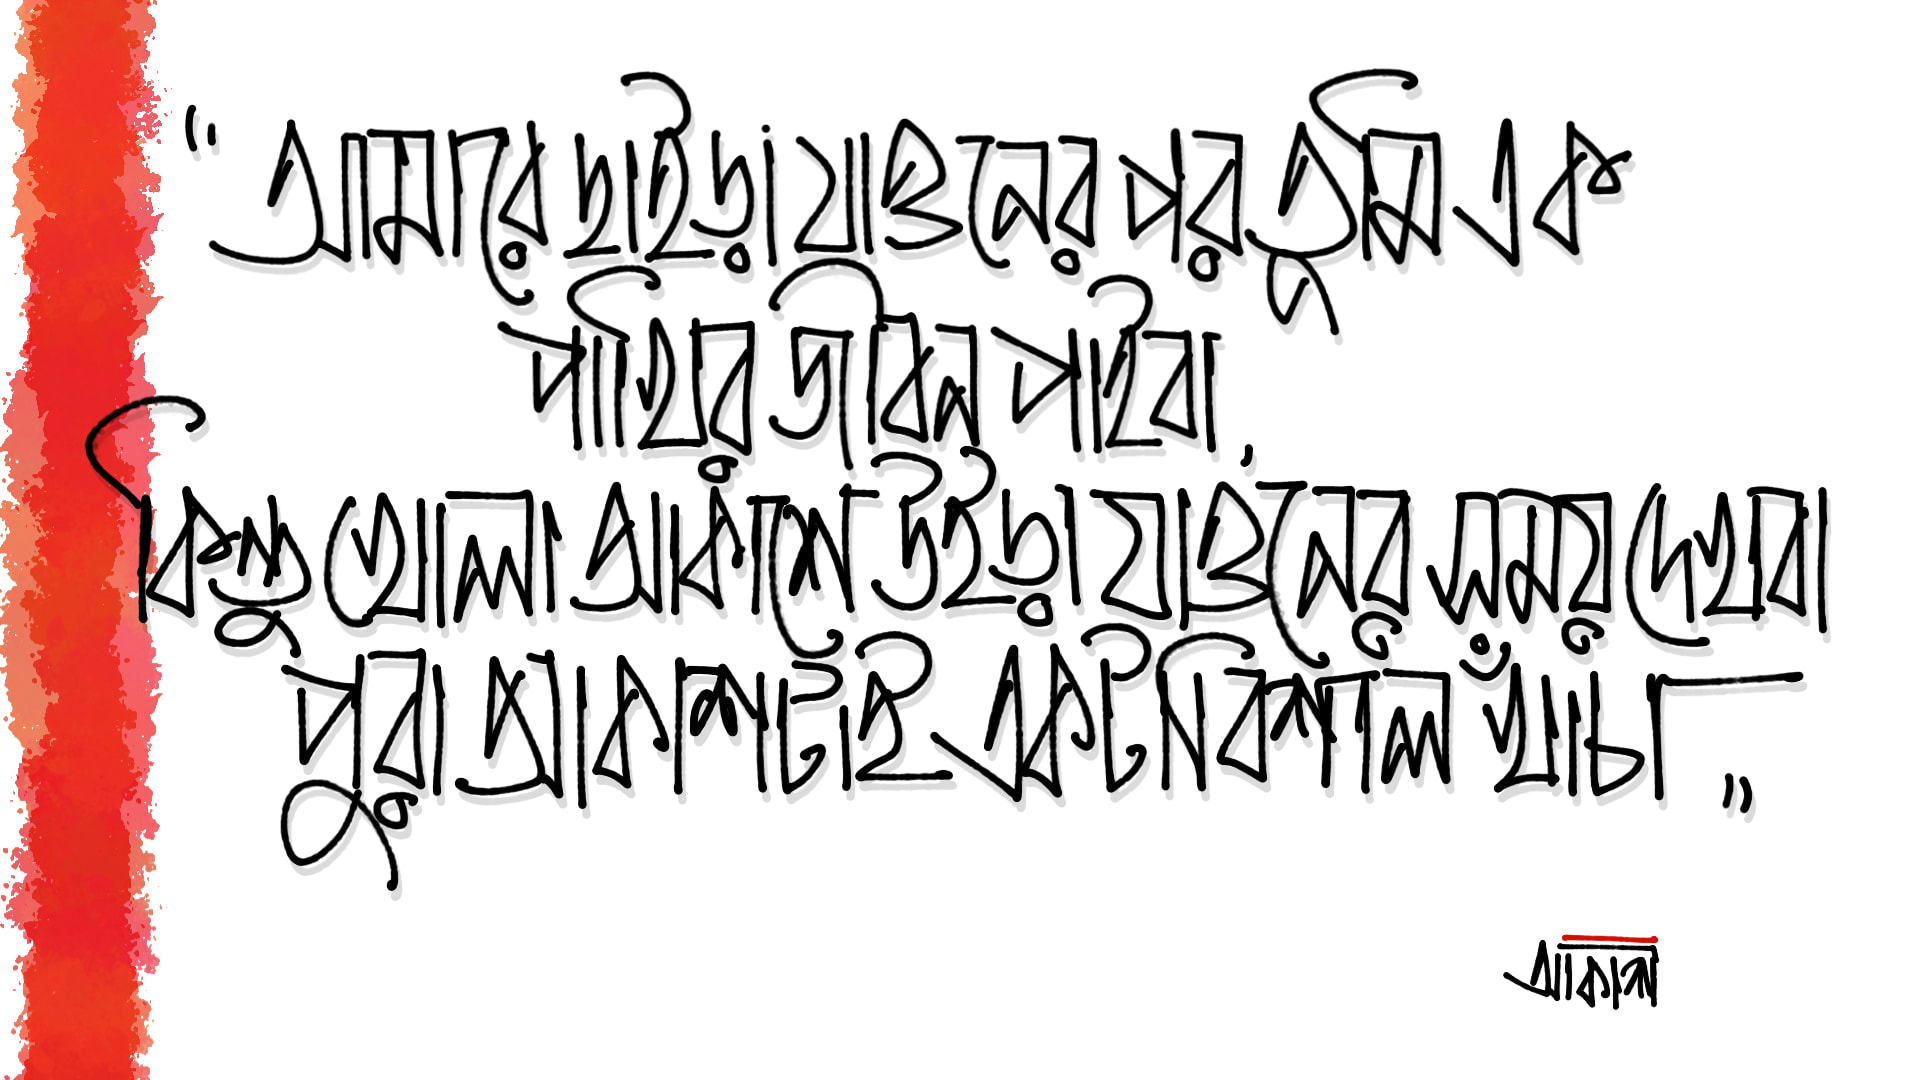 "আমারে ছাইড়া যাওনের পর তুমি এক
পাখির জীবন পাইবা,
কিন্তু খোলা আকাশে উইড়া যাওনের সময় দেখবা
পুরা আকাশটাই একটা বিশাল খাঁচা"
আকাশ